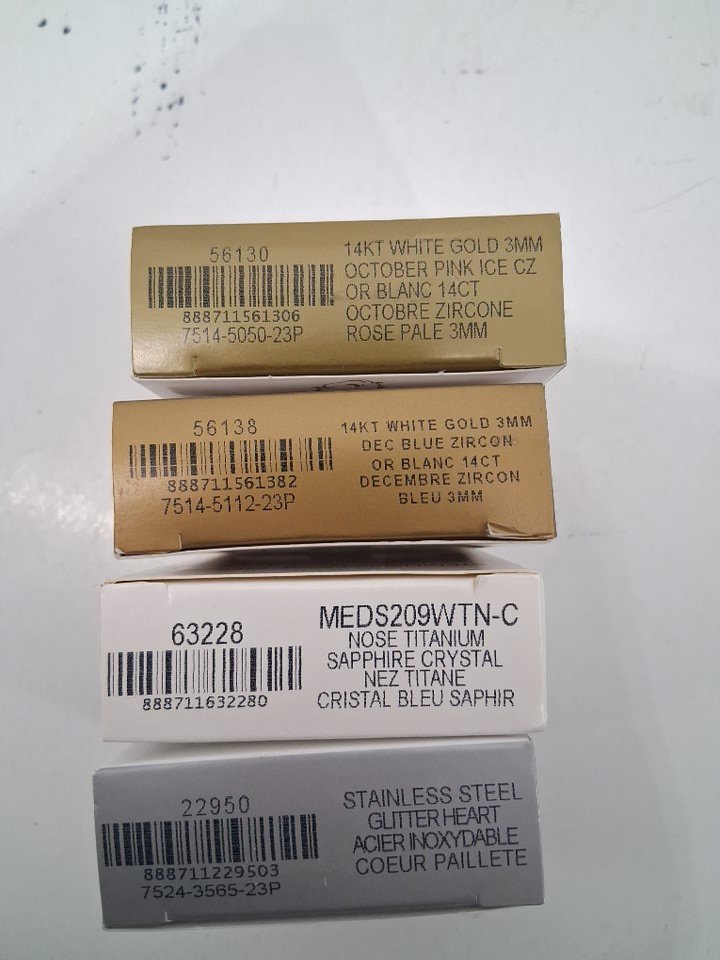 56130
888711561306
7514-5050-23P
14KT WHITE GOLD 3MM
OCTOBER PINK ICE CZ
OR BLANC 14CT
OCTOBRE ZIRCONE
ROSE PALE 3MM
56138
888711561382
7514-5112-23P
14KT WHITE GOLD 3MM
DEC BLUE ZIRCON
OR BLANC 14CT
DECEMBRE ZIRCON
BLEU 3MM
63228
888711632280
MEDS209WTN-C
NOSE TITANIUM
SAPPHIRE CRYSTAL
NEZ TITANE
CRISTAL BLEU SAPHIR
22950
888711229503
7524-3565-23P
STAINLESS STEEL
GLITTER HEART
ACIER INOXYDABLE
COEUR PAILLETE